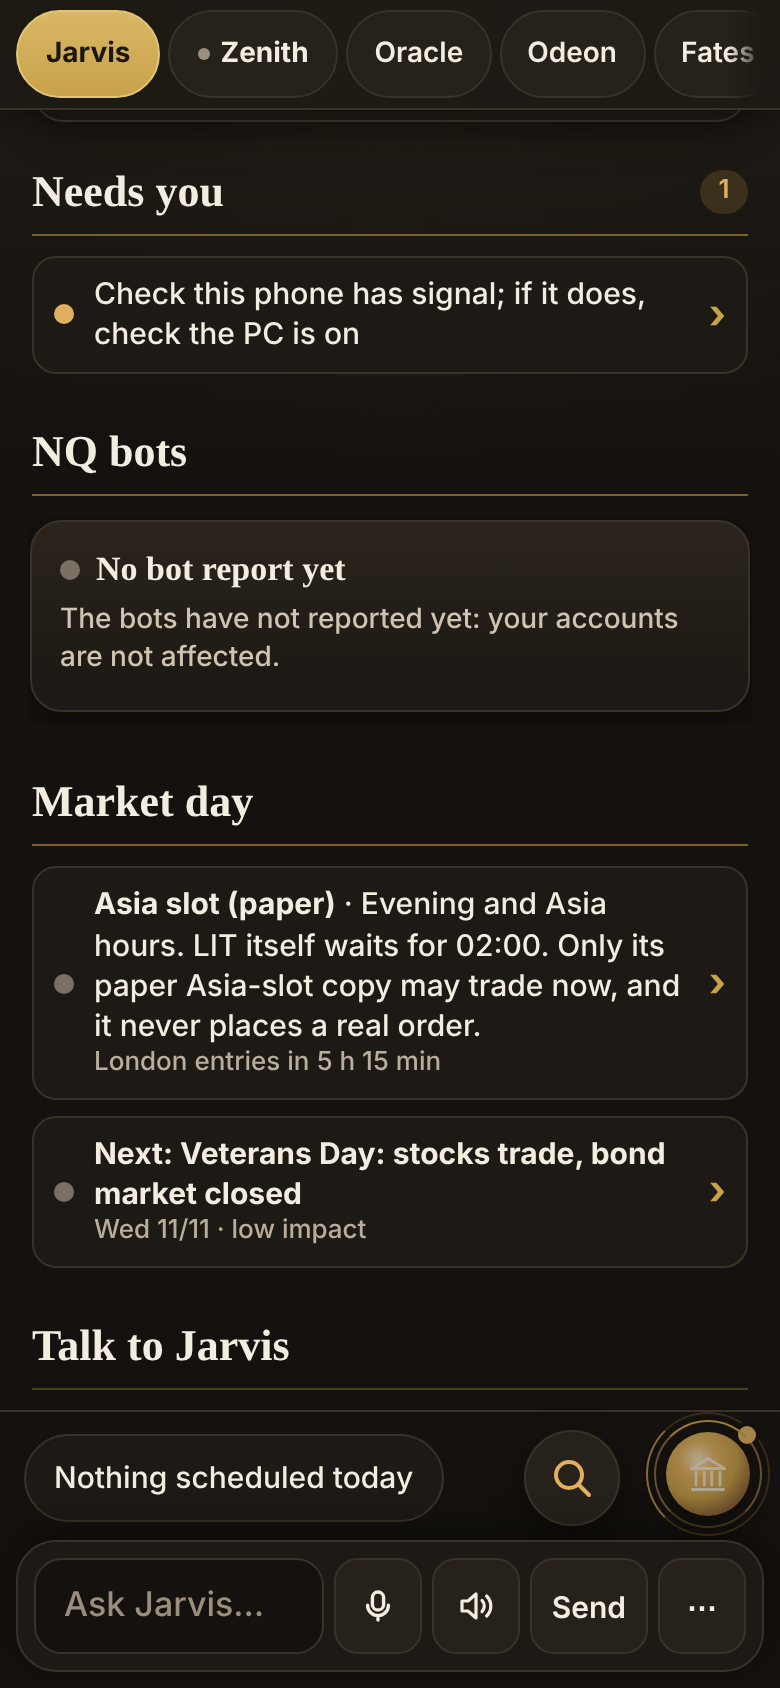 Jarvis
Zenith
Oracle
Odeon
Fates
Needs you
1
Check this phone has signal; if it does,
check the PC is on
NQ bots
No bot report yet
The bots have not reported yet: your accounts
are not affected.
Market day
Asia slot (paper) · Evening and Asia
hours. LIT itself waits for 02:00. Only its
paper Asia-slot copy may trade now, and
it never places a real order.
London entries in 5 h 15 min
Next: Veterans Day: stocks trade, bond
market closed
Wed 11/11 · low impact
Talk to Jarvis
Nothing scheduled today
Ask Jarvis...
Send
...